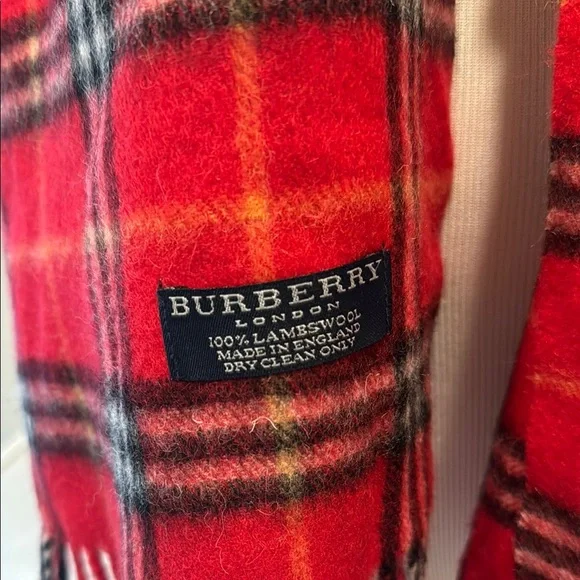 BURBERRY
LONDON
100% LAMBSWOOL
MADE IN ENGLAND
DRY CLEAN ONLY